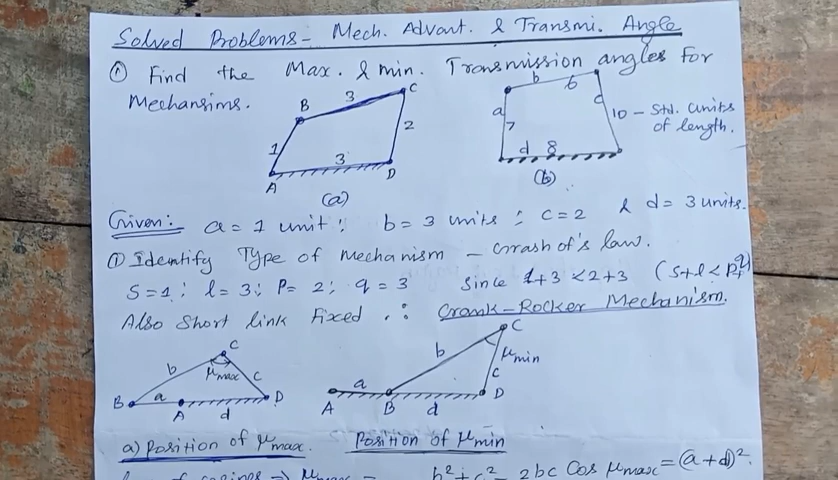 Solved Problems - Mech. Advant. & Transmi. Angle
① Find the Max. & min. Transmission angles for
Mechansims.
B 3 C
1 2
3
A D
(a)
b 6
a 7
c 10 - Std. units
of length.
d 8
(b)
Given: a = 1 unit; b = 3 units; c = 2 & d = 3 units.
① Identify Type of mechanism - Grashof's law.
S = 1; l = 3; P = 2; q = 3 Since 1+3 < 2+3 (S+l < P+q)
Also Short link Fixed ∴ Crank-Rocker Mechanism.
C
b μmax c
B a A d D
C
b μmin
c
A a B d D
a) Position of μmax. Position of μmin
b² + c² - 2bc Cos μmax = (a+d)².